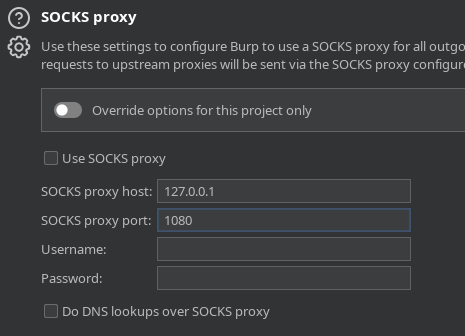 SOCKS proxy
Use these settings to configure Burp to use a SOCKS proxy for all outgo
requests to upstream proxies will be sent via the SOCKS proxy configure
Override options for this project only
Use SOCKS proxy
SOCKS proxy host: 127.0.0.1
SOCKS proxy port: 1080
Username:
Password:
Do DNS lookups over SOCKS proxy